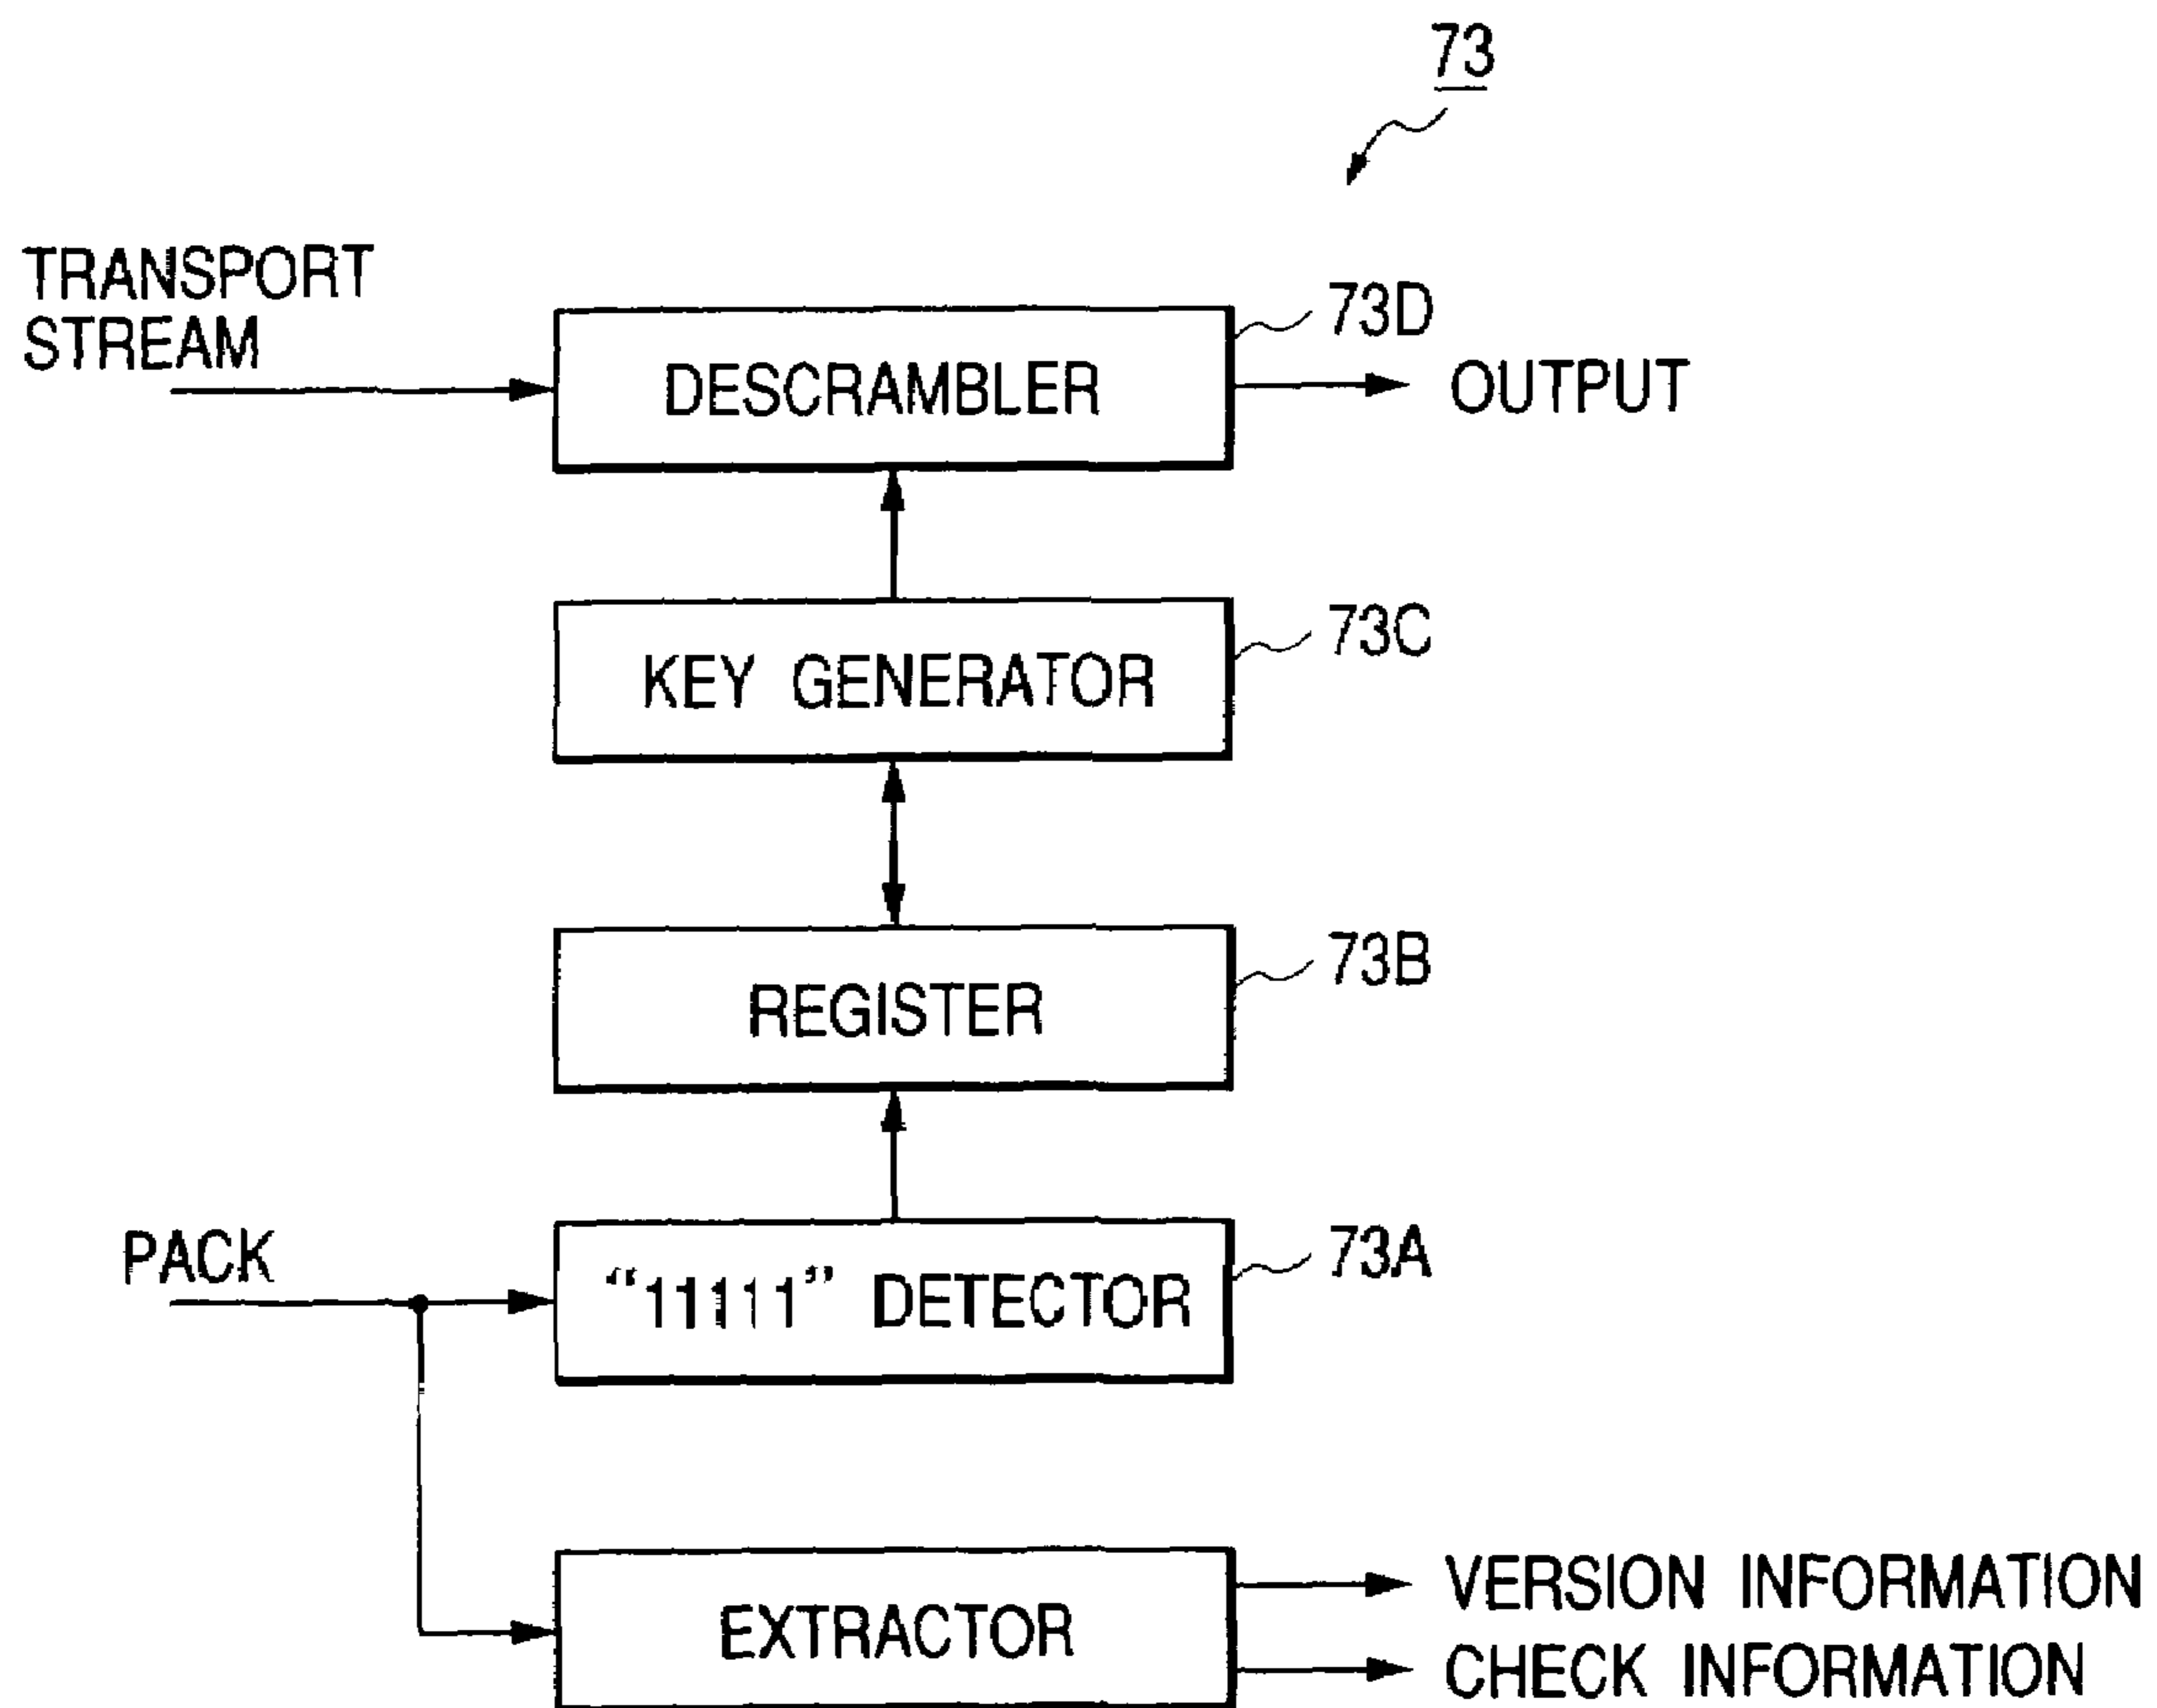 73
TRANSPORT
STREAM
73D
DESCRAMBLER
OUTPUT
73C
KEY GENERATOR
73B
REGISTER
PACK
73A
“11111” DETECTOR
EXTRACTOR
VERSION INFORMATION
CHECK INFORMATION